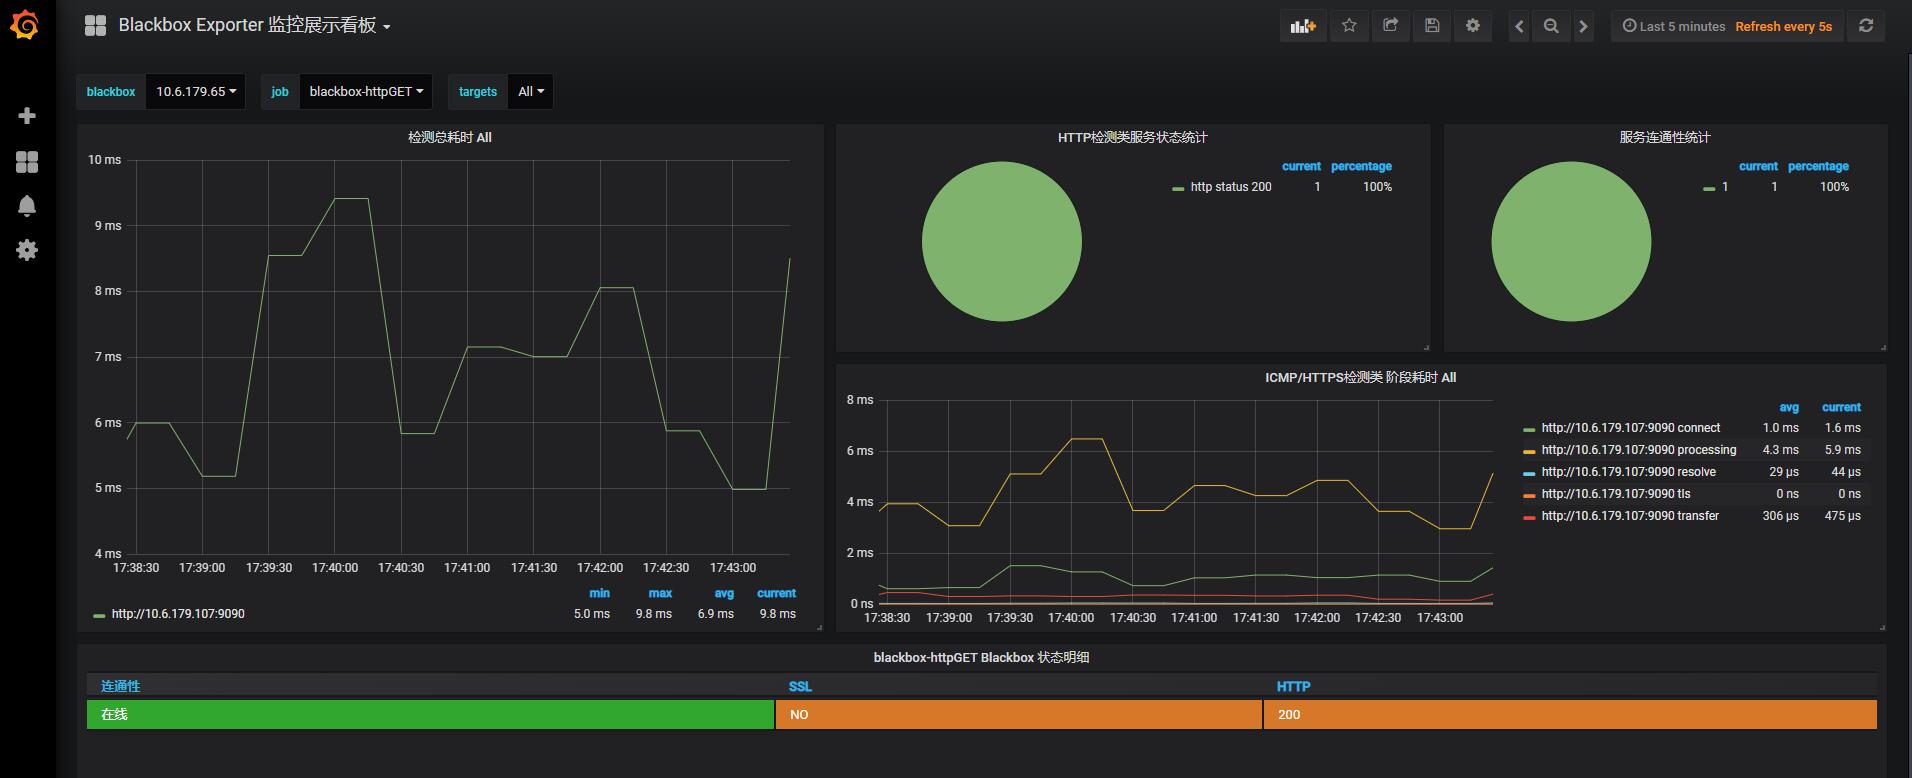 Blackbox Exporter 监控展示看板
Last 5 minutes Refresh every 5s
blackbox 10.6.179.65 job blackbox-httpGET targets All
检测总耗时 All
10 ms
9 ms
8 ms
7 ms
6 ms
5 ms
4 ms
17:38:30 17:39:00 17:39:30 17:40:00 17:40:30 17:41:00 17:41:30 17:42:00 17:42:30 17:43:00
min max avg current
http://10.6.179.107:9090 5.0 ms 9.8 ms 6.9 ms 9.8 ms
HTTP检测类服务状态统计
current percentage
http status 200 1 100%
服务连通性统计
current percentage
1 1 100%
ICMP/HTTPS检测类 阶段耗时 All
8 ms
6 ms
4 ms
2 ms
0 ns
17:38:30 17:39:00 17:39:30 17:40:00 17:40:30 17:41:00 17:41:30 17:42:00 17:42:30 17:43:00
avg current
http://10.6.179.107:9090 connect 1.0 ms 1.6 ms
http://10.6.179.107:9090 processing 4.3 ms 5.9 ms
http://10.6.179.107:9090 resolve 29 µs 44 µs
http://10.6.179.107:9090 tls 0 ns 0 ns
http://10.6.179.107:9090 transfer 306 µs 475 µs
blackbox-httpGET Blackbox 状态明细
连通性 SSL HTTP
在线 NO 200